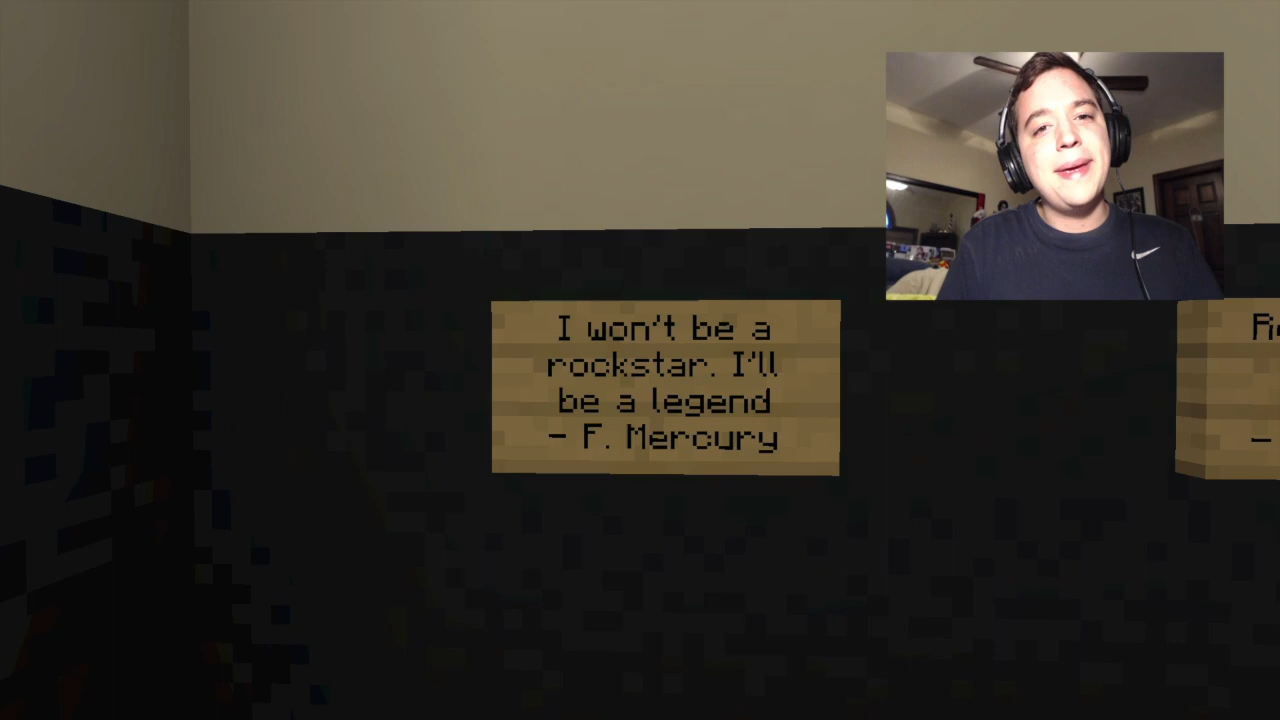 I won't be a
rockstar. I'll
be a legend
- F. Mercury